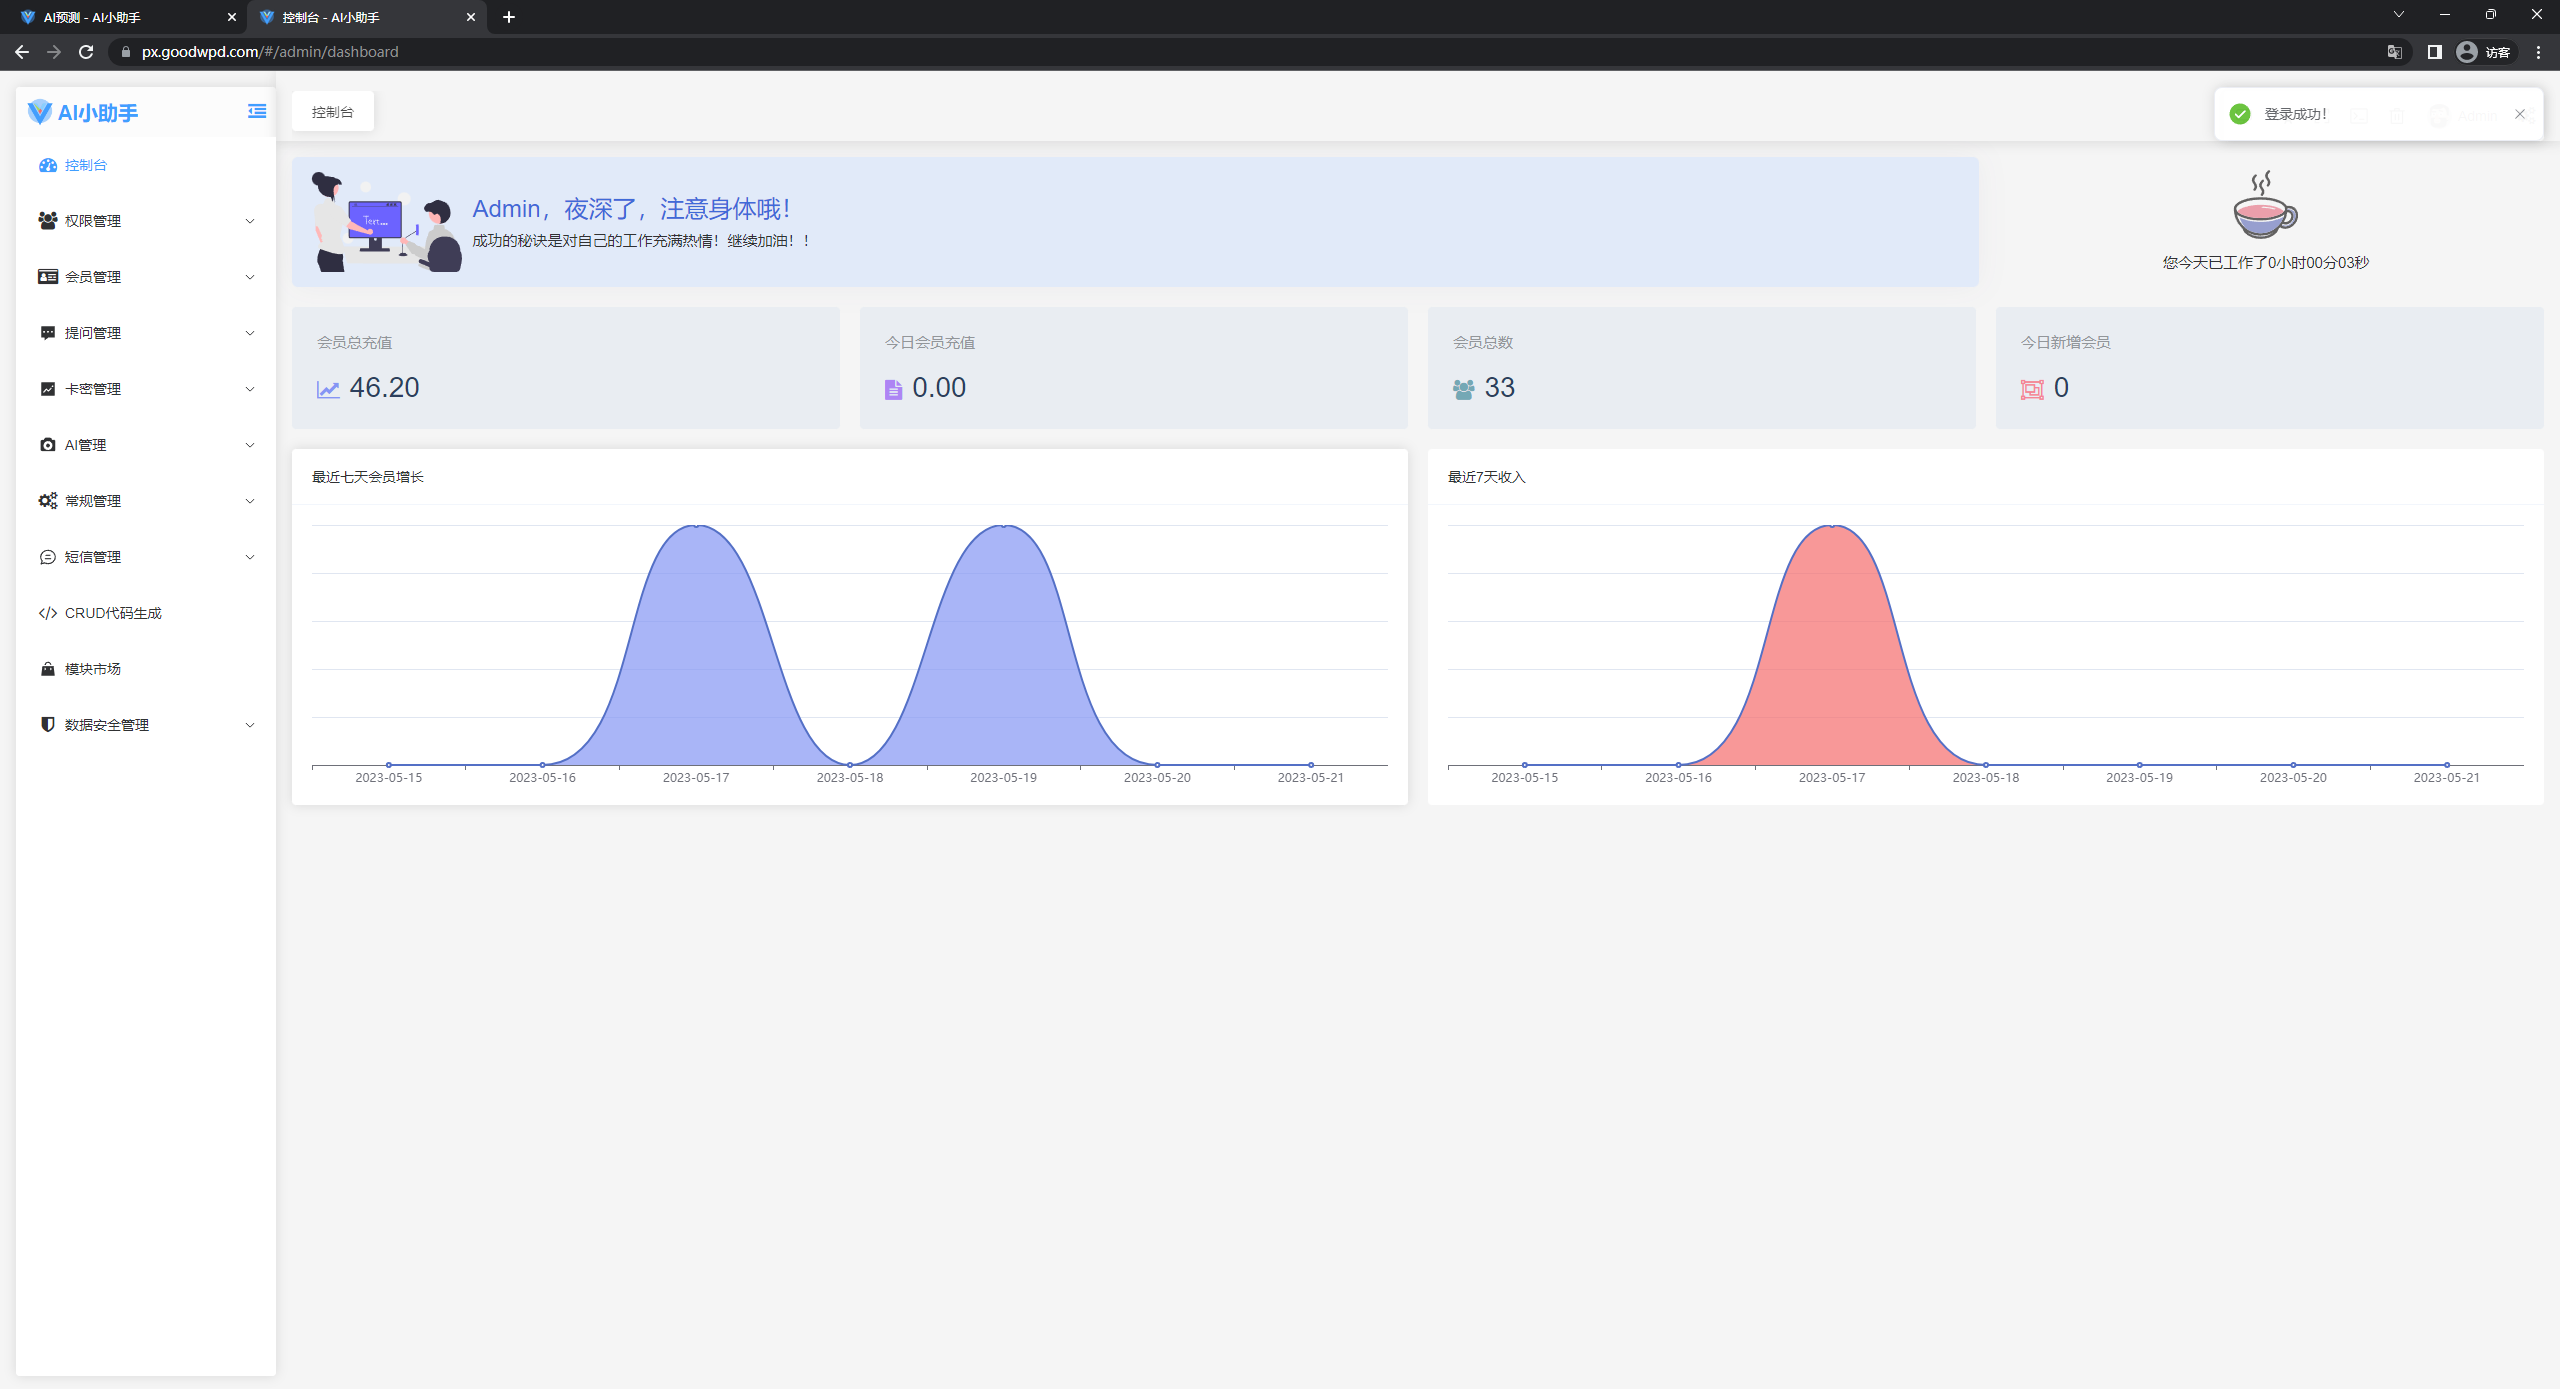 AI预测 - AI小助手
控制台 - AI小助手
px.goodwpd.com/#/admin/dashboard
访客
AI小助手
控制台
登录成功！
控制台
权限管理
会员管理
提问管理
卡密管理
AI管理
常规管理
短信管理
CRUD代码生成
模块市场
数据安全管理
Text...
Admin，夜深了，注意身体哦！
成功的秘诀是对自己的工作充满热情！继续加油！！
您今天已工作了0小时00分03秒
会员总充值
46.20
今日会员充值
0.00
会员总数
33
今日新增会员
0
最近七天会员增长
2023-05-15 2023-05-16 2023-05-17 2023-05-18 2023-05-19 2023-05-20 2023-05-21
最近7天收入
2023-05-15 2023-05-16 2023-05-17 2023-05-18 2023-05-19 2023-05-20 2023-05-21